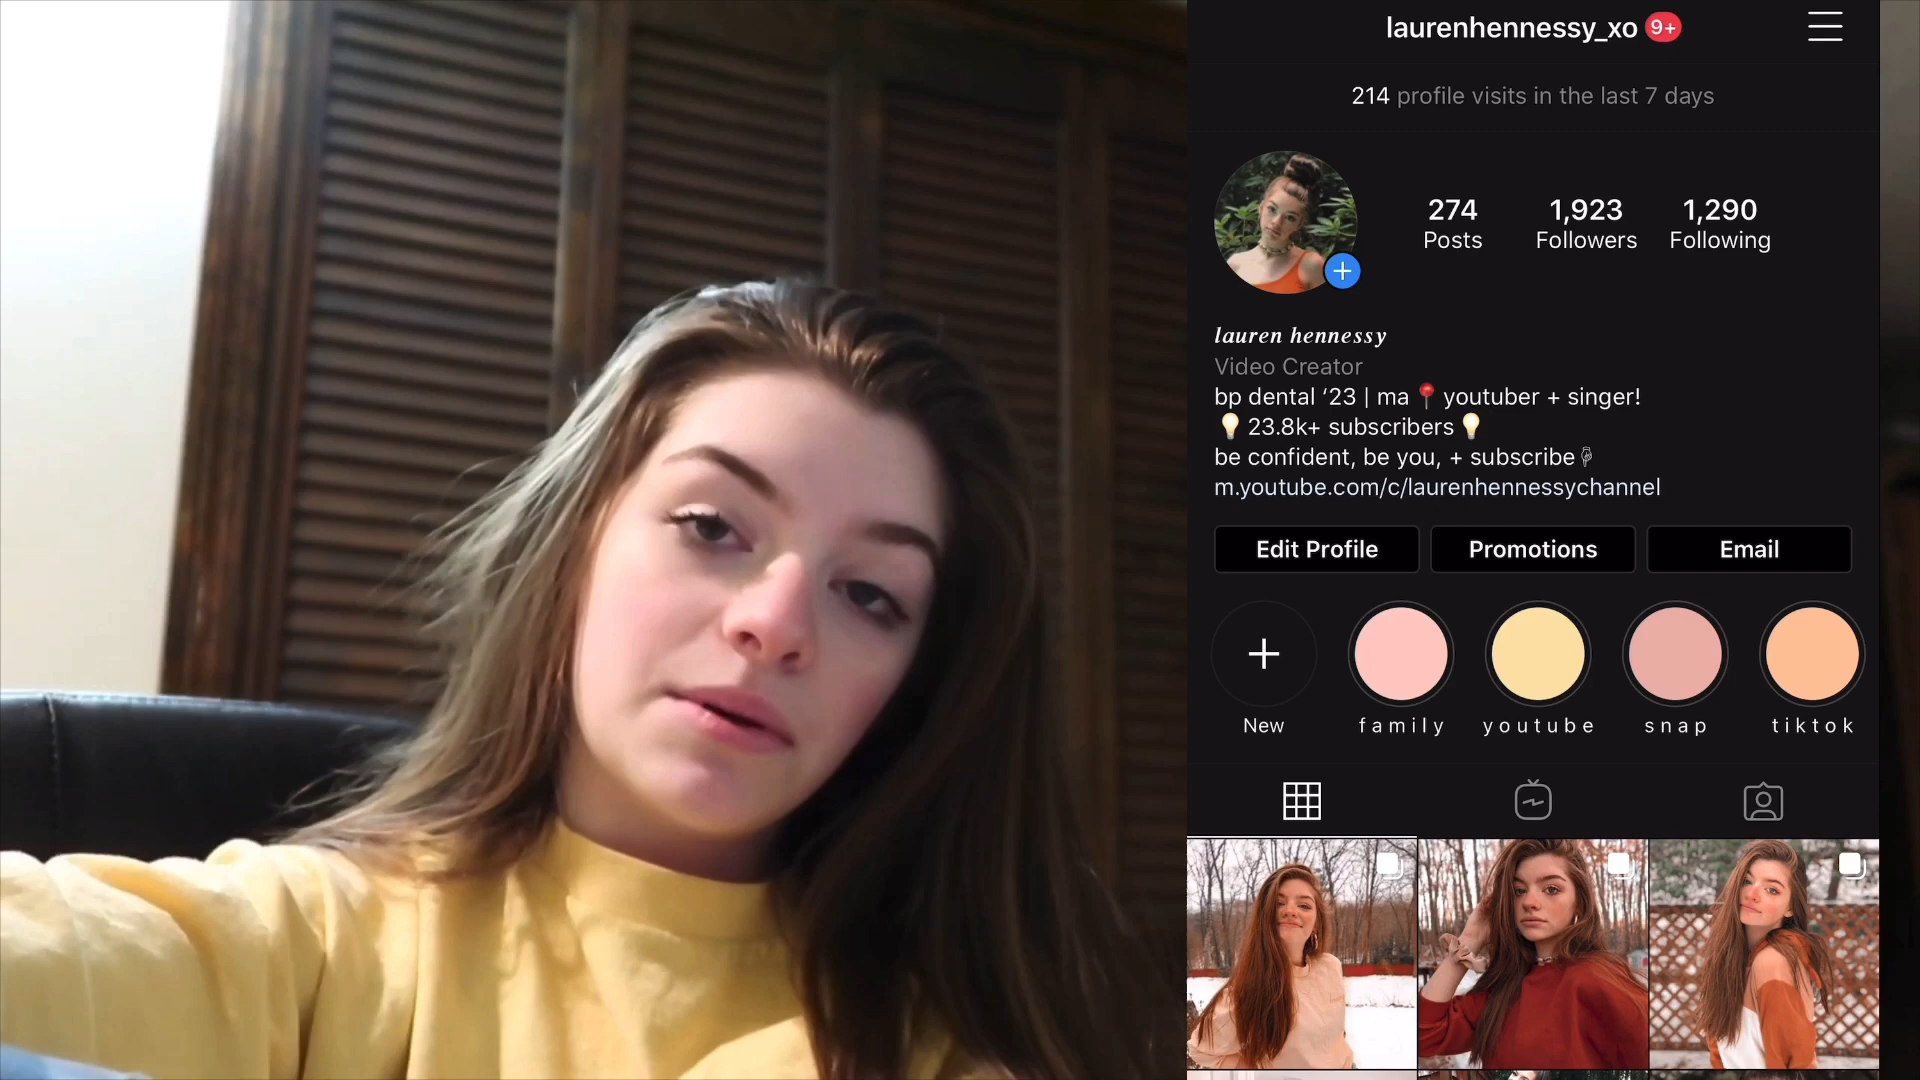 laurenhennessy_xo 9+
214 profile visits in the last 7 days
274 1,923 1,290
Posts Followers Following
lauren hennessy
Video Creator
bp dental ‘23 | ma 📍 youtuber + singer!
💡 23.8k+ subscribers 💡
be confident, be you, + subscribe☟
m.youtube.com/c/laurenhennessychannel
Edit Profile Promotions Email
New family youtube snap tiktok